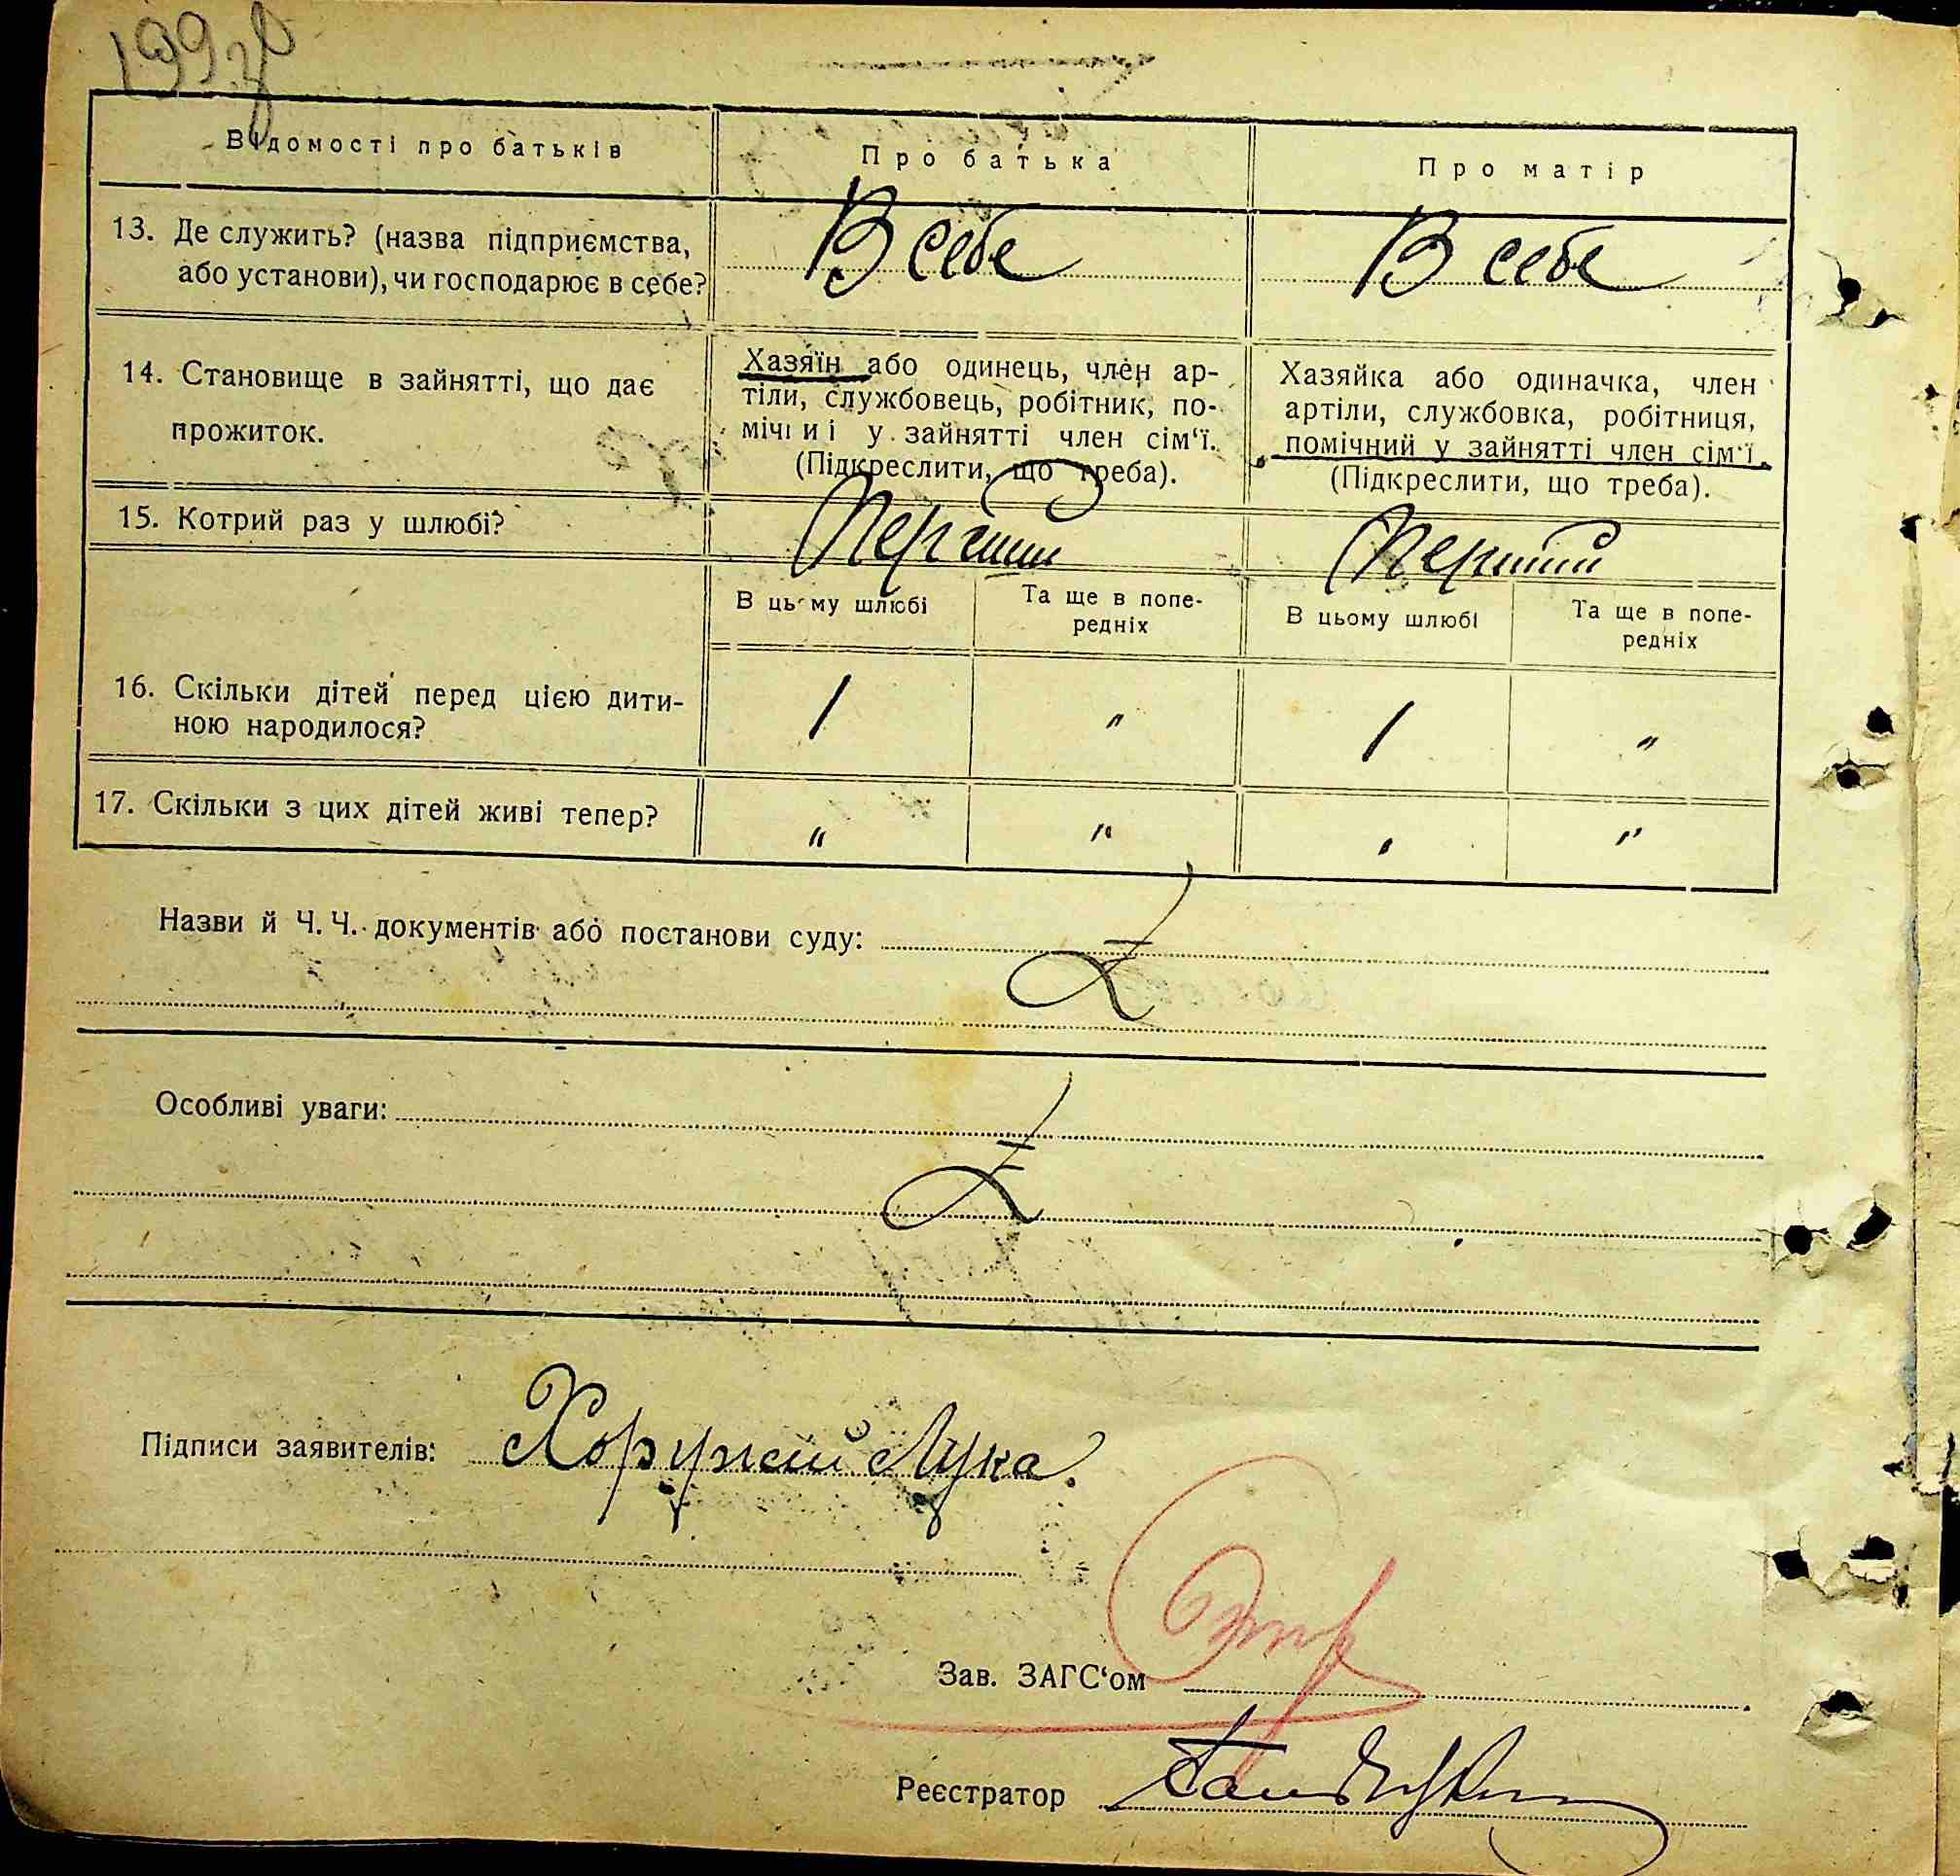 Відомості про батьків
Про батька
Про матір
13. Де служить? (назва підприємства,
або установи), чи господарює в себе?
В себе
В себе
14. Становище в зайнятті, що дає
прожиток.
Хазяїн або одинець, член ар-
тіли, службовець, робітник, по-
мічний у зайнятті член сім‘ї.
(Підкреслити, що треба).
Хазяйка або одиначка, член
артіли, службовка, робітниця,
помічний у зайнятті член сім‘ї.
(Підкреслити, що треба).
15. Котрий раз у шлюбі?
Перший
Перший
В цьому шлюбі
Та ще в попе-
редніх
В цьому шлюбі
Та ще в попе-
редніх
16. Скільки дітей перед цією дити-
ною народилося?
1
"
1
"
17. Скільки з цих дітей живі тепер?
"
"
"
"
Назви й Ч. Ч. документів або постанови суду:
Z
Особливі уваги:
Z
Підписи заявителів: Хорунжий Лука.
Зав. ЗАГС‘ом
Реєстратор